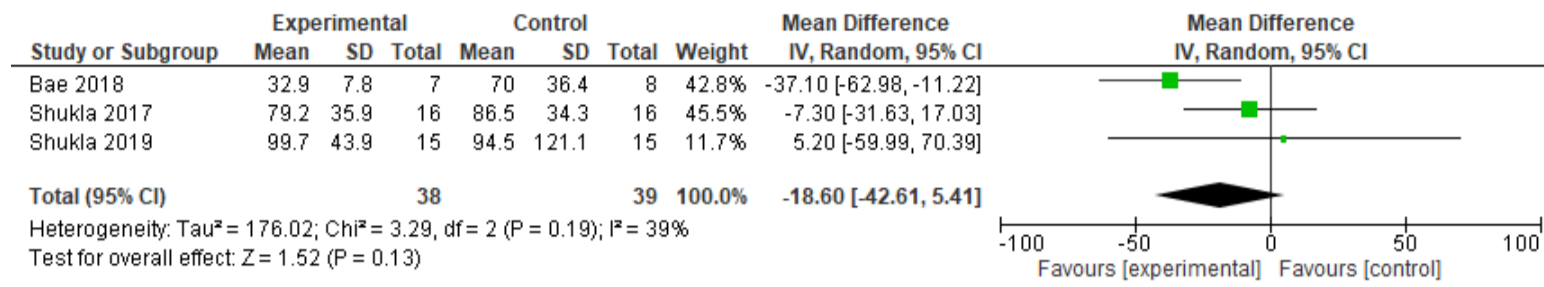 Experimental Control Mean Difference Mean Difference
Study or Subgroup Mean SD Total Mean SD Total Weight IV, Random, 95% CI IV, Random, 95% CI
Bae 2018 32.9 7.8 7 70 36.4 8 42.8% -37.10 [-62.98, -11.22]
Shukla 2017 79.2 35.9 16 86.5 34.3 16 45.5% -7.30 [-31.63, 17.03]
Shukla 2019 99.7 43.9 15 94.5 121.1 15 11.7% 5.20 [-59.99, 70.39]
Total (95% CI) 38 39 100.0% -18.60 [-42.61, 5.41]
Heterogeneity: Tau² = 176.02; Chi² = 3.29, df = 2 (P = 0.19); I² = 39%
Test for overall effect: Z = 1.52 (P = 0.13)
-100 -50 0 50 100
Favours [experimental] Favours [control]